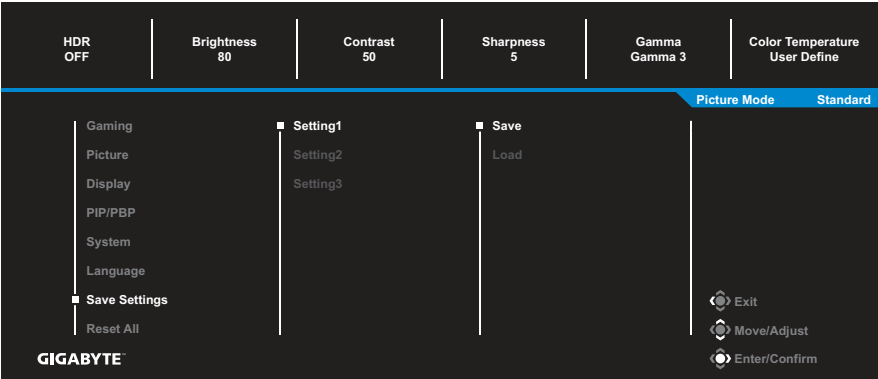 HDR
OFF
Brightness
80
Contrast
50
Sharpness
5
Gamma
Gamma 3
Color Temperature
User Define
Picture Mode Standard
Gaming
Picture
Display
PIP/PBP
System
Language
Save Settings
Reset All
Setting1
Setting2
Setting3
Save
Load
Exit
Move/Adjust
Enter/Confirm
GIGABYTE™